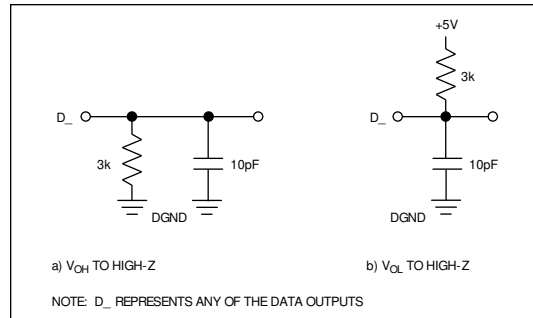 +5V
3k
D_
3k
10pF
DGND
D_
10pF
DGND
a) VOH TO HIGH-Z
b) VOL TO HIGH-Z
NOTE: D_ REPRESENTS ANY OF THE DATA OUTPUTS